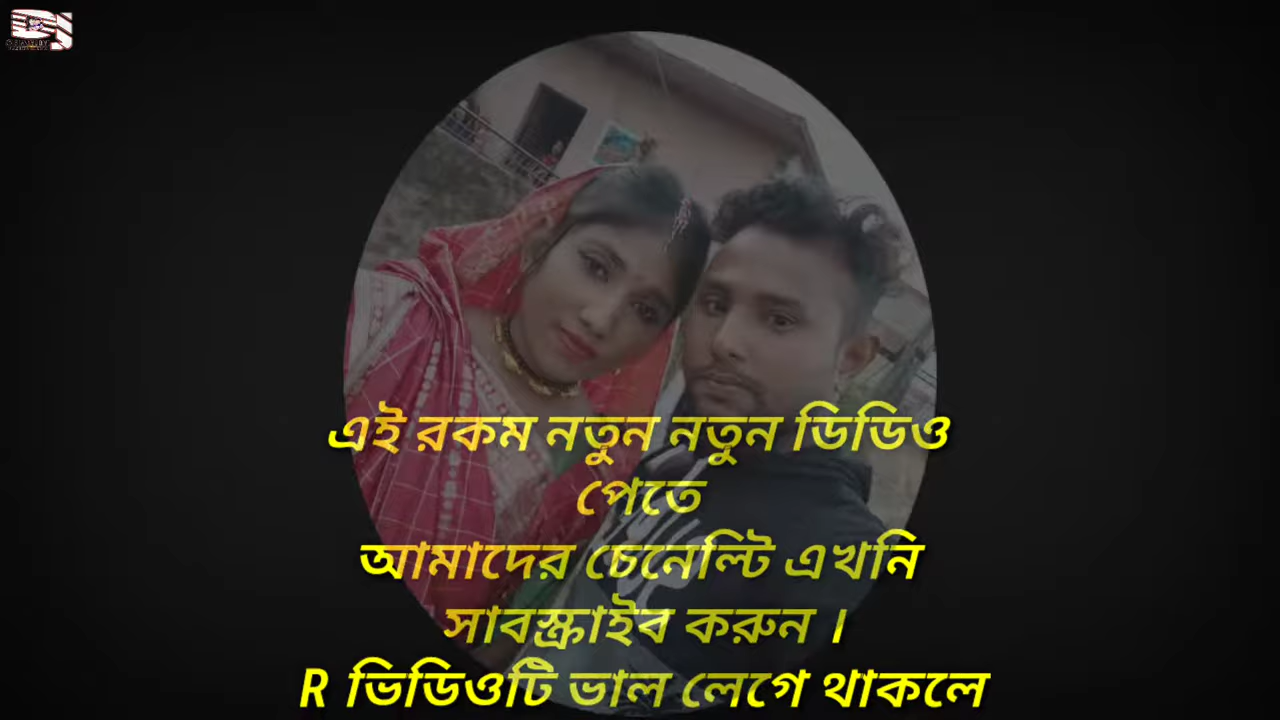 এই রকম নতুন নতুন ডিডিও
পেতে
আমাদের চেনেল্টি এখনি
সাবস্ক্রাইব করুন ।
R ভিডিওটি ভাল লেগে থাকলে